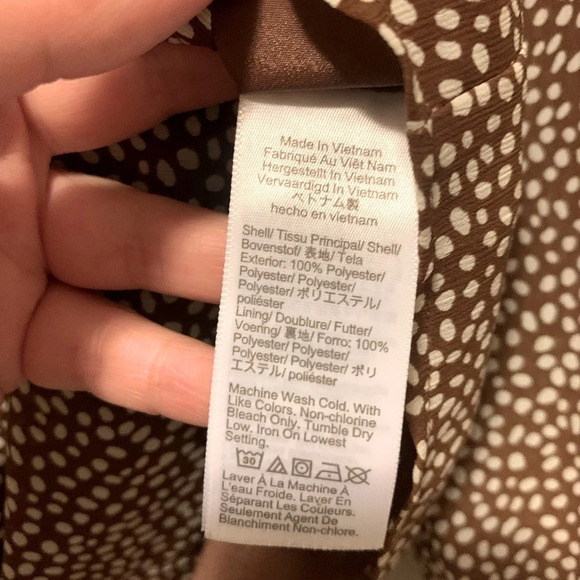 Made In Vietnam
Fabriqué Au Viêt Nam
Hergestellt In Vietnam
Vervaardigd In Vietnam
ベトナム製
hecho en vietnam
Shell/ Tissu Principal/ Shell/
Bovenstof/ 表地/ Tela
Exterior: 100% Polyester/
Polyester/ Polyester/
Polyester/ ポリエステル/
poliéster
Lining/ Doublure/ Futter/
Voering/ 裏地/ Forro: 100%
Polyester/ Polyester/
Polyester/ Polyester/ ポリ
エステル/ poliéster
Machine Wash Cold. With
Like Colors. Non-chlorine
Bleach Only, Tumble Dry
Low. Iron On Lowest
Setting.
30
Laver À La Machine À
L'eau Froide. Laver En
Séparant Les Couleurs.
Seulement Agent De
Blanchiment Non-chlore.